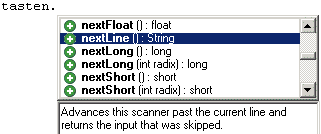 tasten.
nextFloat () : float
nextLine () : String
nextLong () : long
nextLong (int radix) : long
nextShort () : short
nextShort (int radix) : short
Advances this scanner past the current line and
returns the input that was skipped.